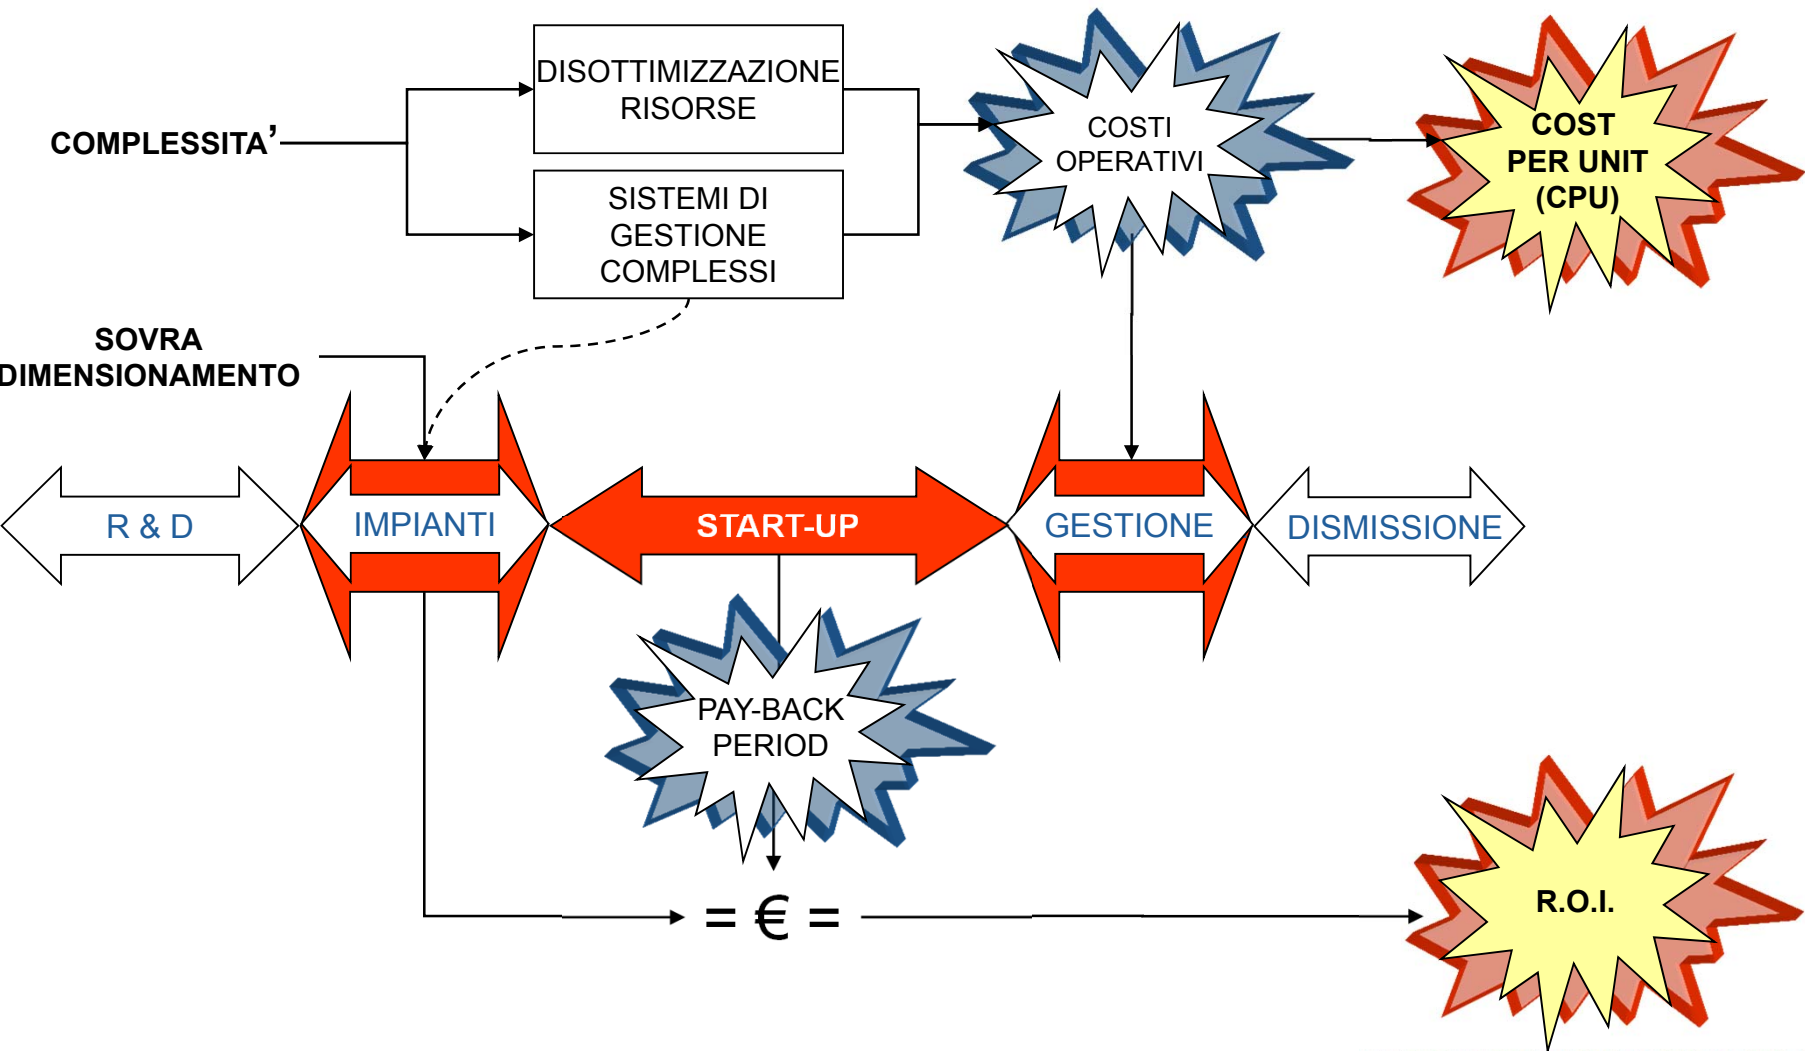 DISOTTIMIZZAZIONE
RISORSE
COMPLESSITA’
SISTEMI DI
GESTIONE
COMPLESSI
COSTI
OPERATIVI
COST
PER UNIT
(CPU)
SOVRA
DIMENSIONAMENTO
R & D
IMPIANTI
START-UP
GESTIONE
DISMISSIONE
PAY-BACK
PERIOD
= € =
R.O.I.